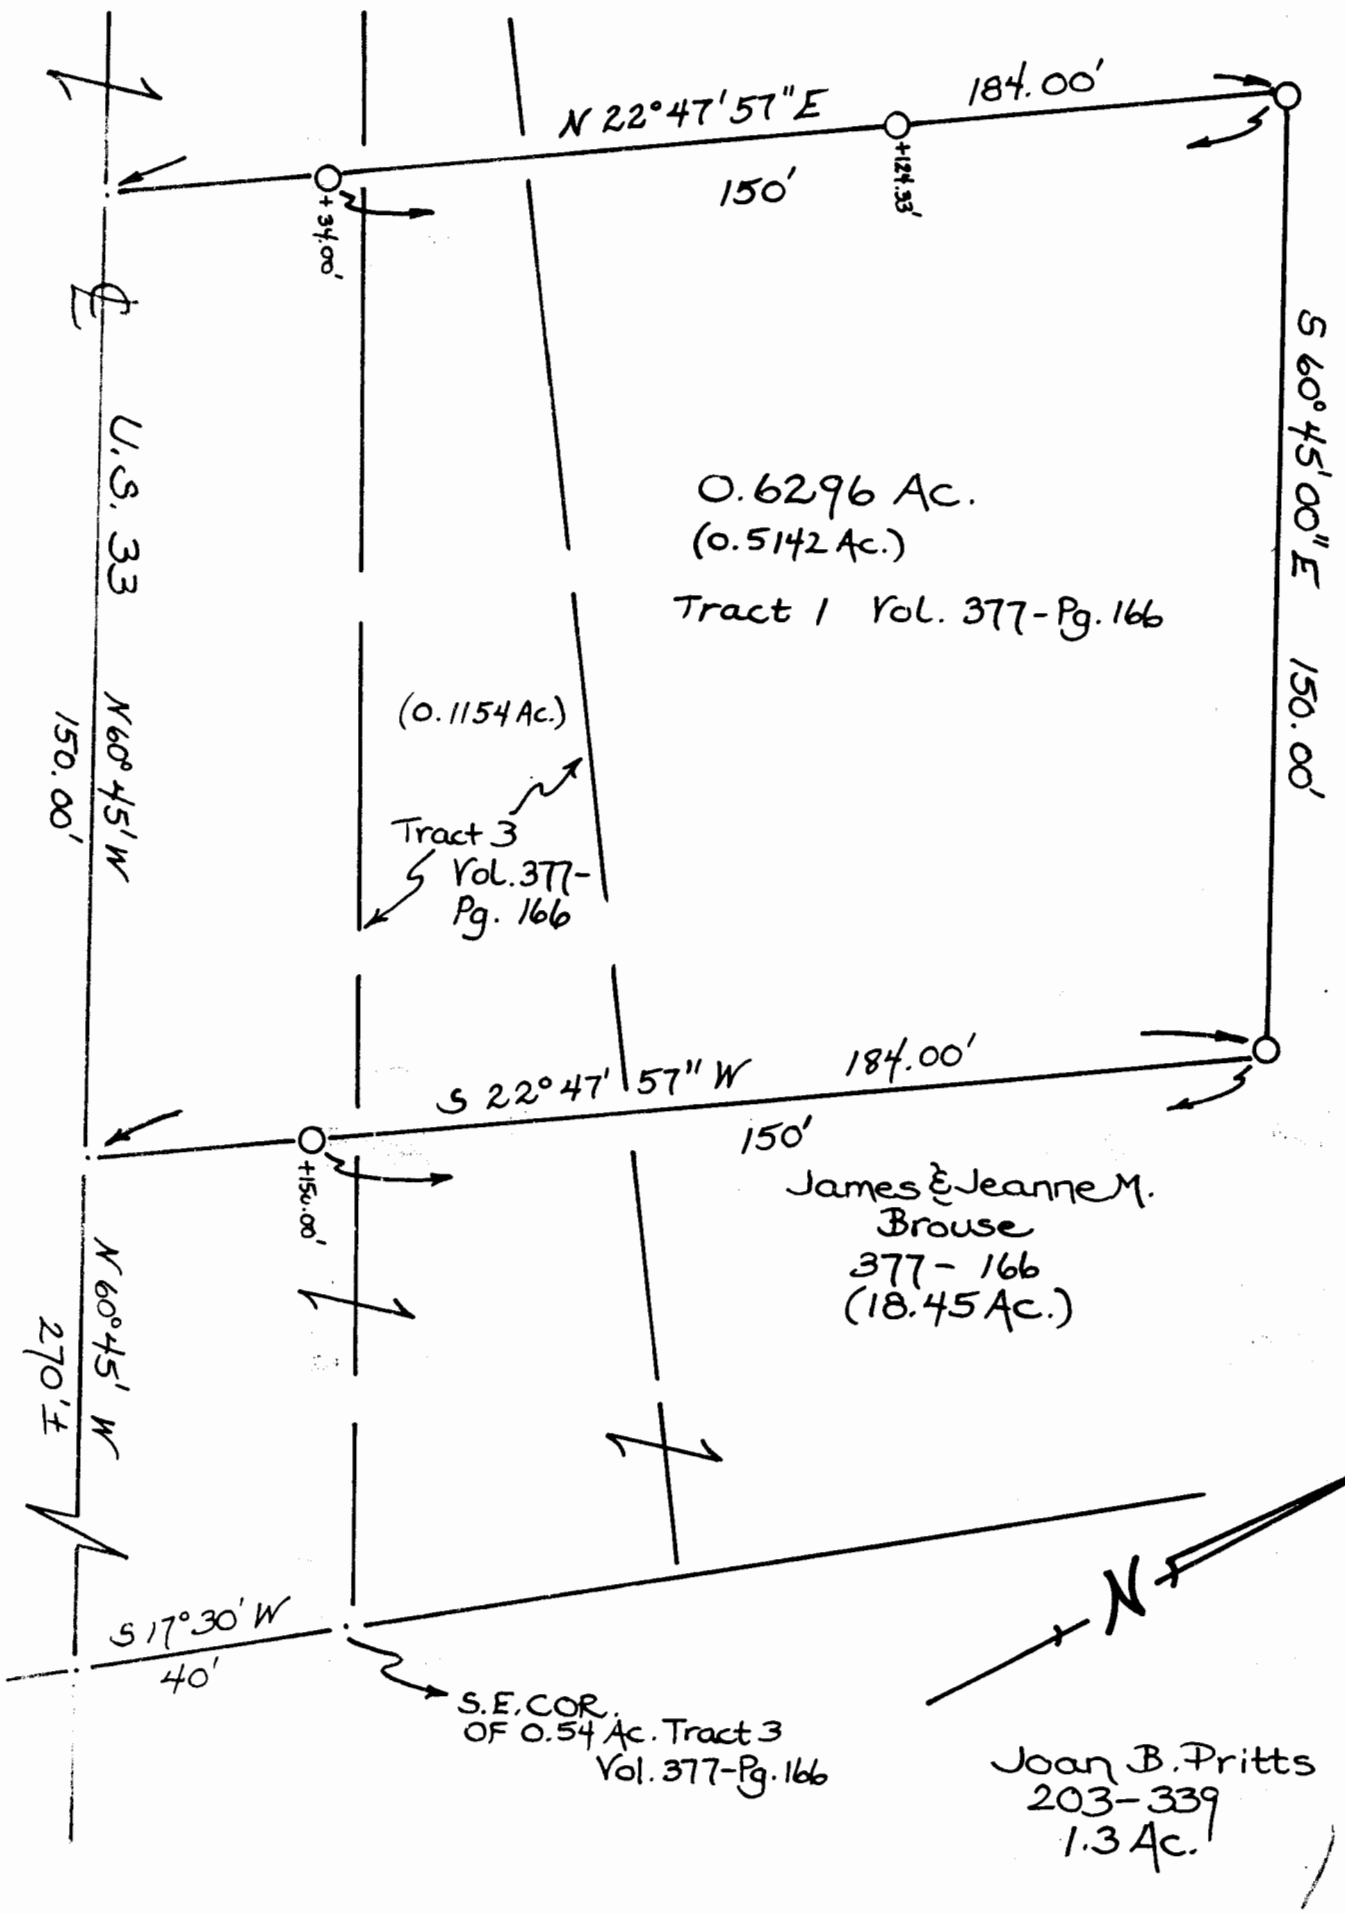 N 22°47'57" E
184.00'
150'
+34.00'
+124.33'
℄ U.S. 33
N 60°45' W
150.00'
S 60°45'00" E 150.00'
0.6296 Ac.
(0.5142 Ac.)
Tract 1 Vol. 377-Pg. 166
(0.1154 Ac.)
Tract 3
Vol. 377-
Pg. 166
S 22°47'57" W
184.00'
150'
+150.00'
James & Jeanne M.
Brouse
377-166
(18.45 Ac.)
N 60°45' W
270'±
S 17°30' W
40'
S.E. COR.
OF 0.54 Ac. Tract 3
Vol. 377-Pg. 166
N
Joan B. Pritts
203-339
1.3 Ac.